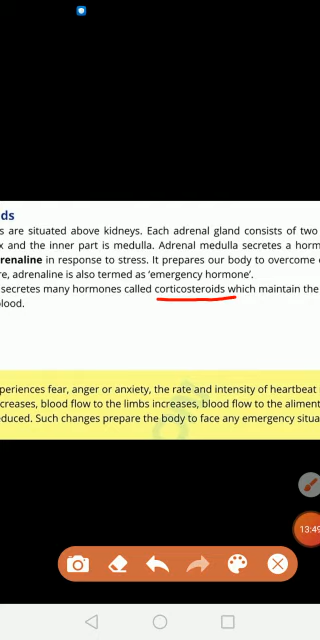 ds
s are situated above kidneys. Each adrenal gland consists of two
x and the inner part is medulla. Adrenal medulla secretes a horm
renaline in response to stress. It prepares our body to overcome
re, adrenaline is also termed as ‘emergency hormone’.
secretes many hormones called corticosteroids which maintain the
blood.
periences fear, anger or anxiety, the rate and intensity of heartbeat
creases, blood flow to the limbs increases, blood flow to the aliment
educed. Such changes prepare the body to face any emergency situa
13:49